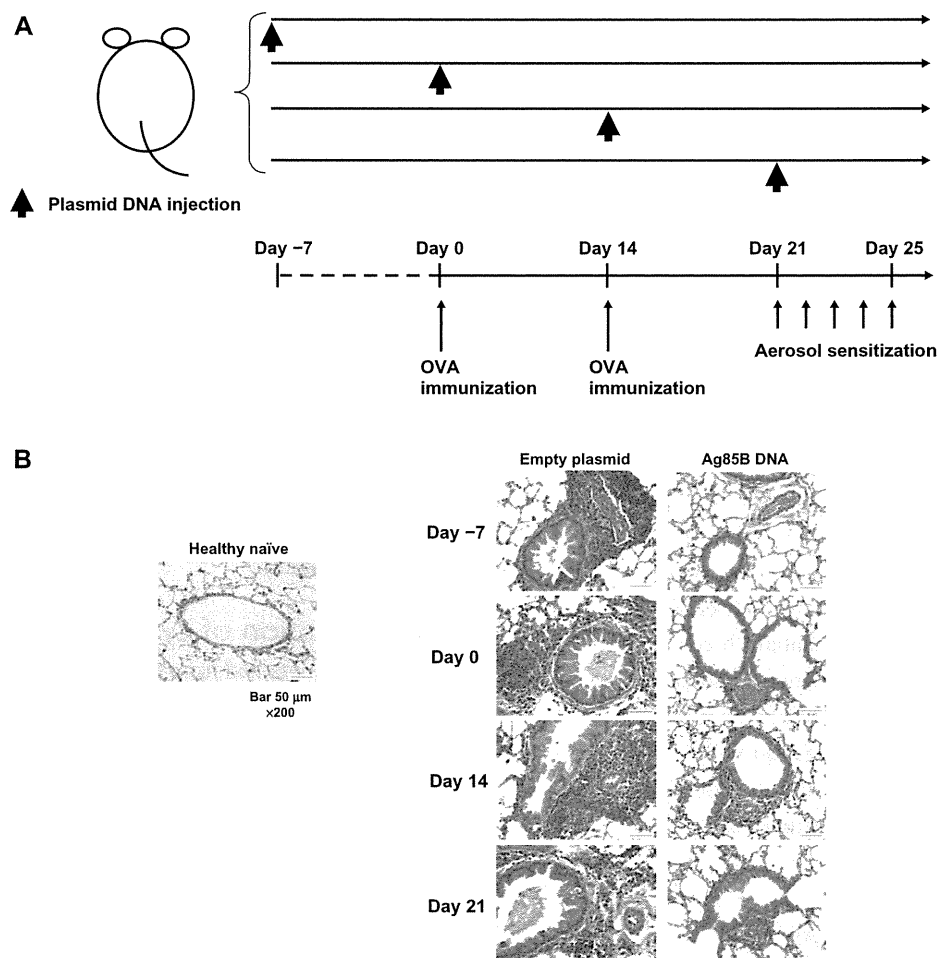 A
Plasmid DNA injection
Day −7
Day 0
Day 14
Day 21
Day 25
OVA
immunization
OVA
immunization
Aerosol sensitization
B
Empty plasmid
Ag85B DNA
Healthy naïve
Bar 50 μm
×200
Day −7
Day 0
Day 14
Day 21